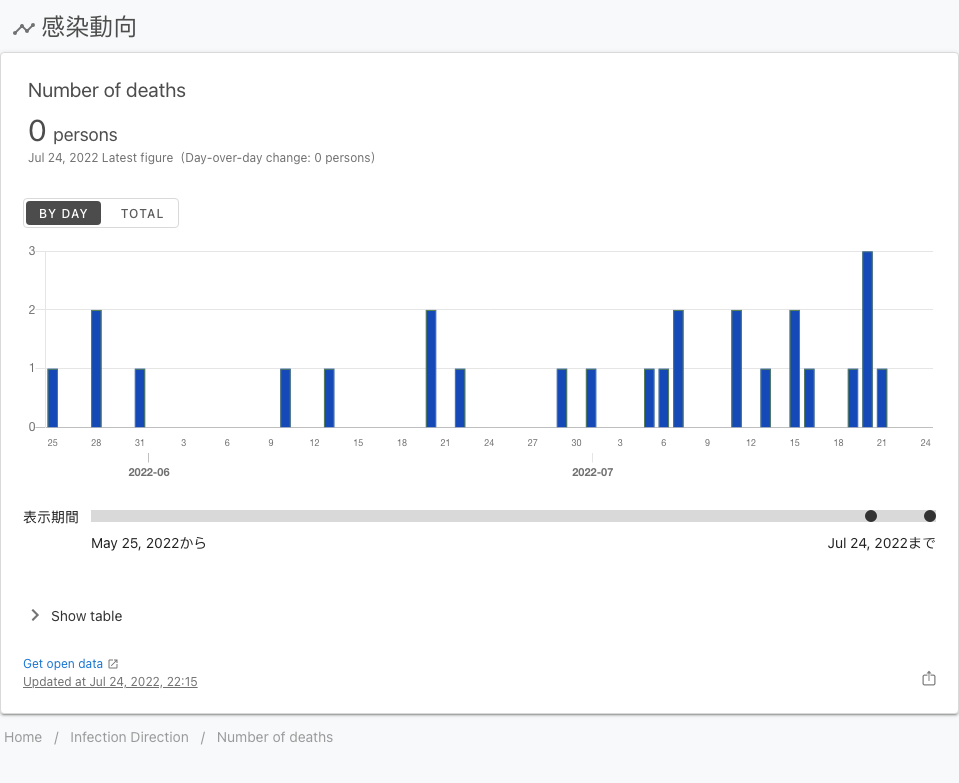 感染動向
Number of deaths
0 persons
Jul 24, 2022 Latest figure (Day-over-day change: 0 persons)
BY DAY TOTAL
3
2
1
0
25 28 31 3 6 9 12 15 18 21 24 27 30 3 6 9 12 15 18 21 24
2022-06 2022-07
表示期間
May 25, 2022から Jul 24, 2022まで
Show table
Get open data
Updated at Jul 24, 2022, 22:15
Home / Infection Direction / Number of deaths